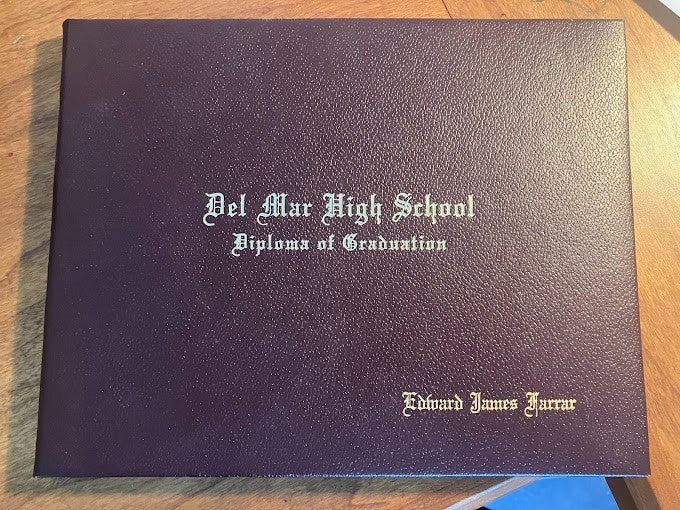 Del Mar High School
Diploma of Graduation
Edward James Farrar